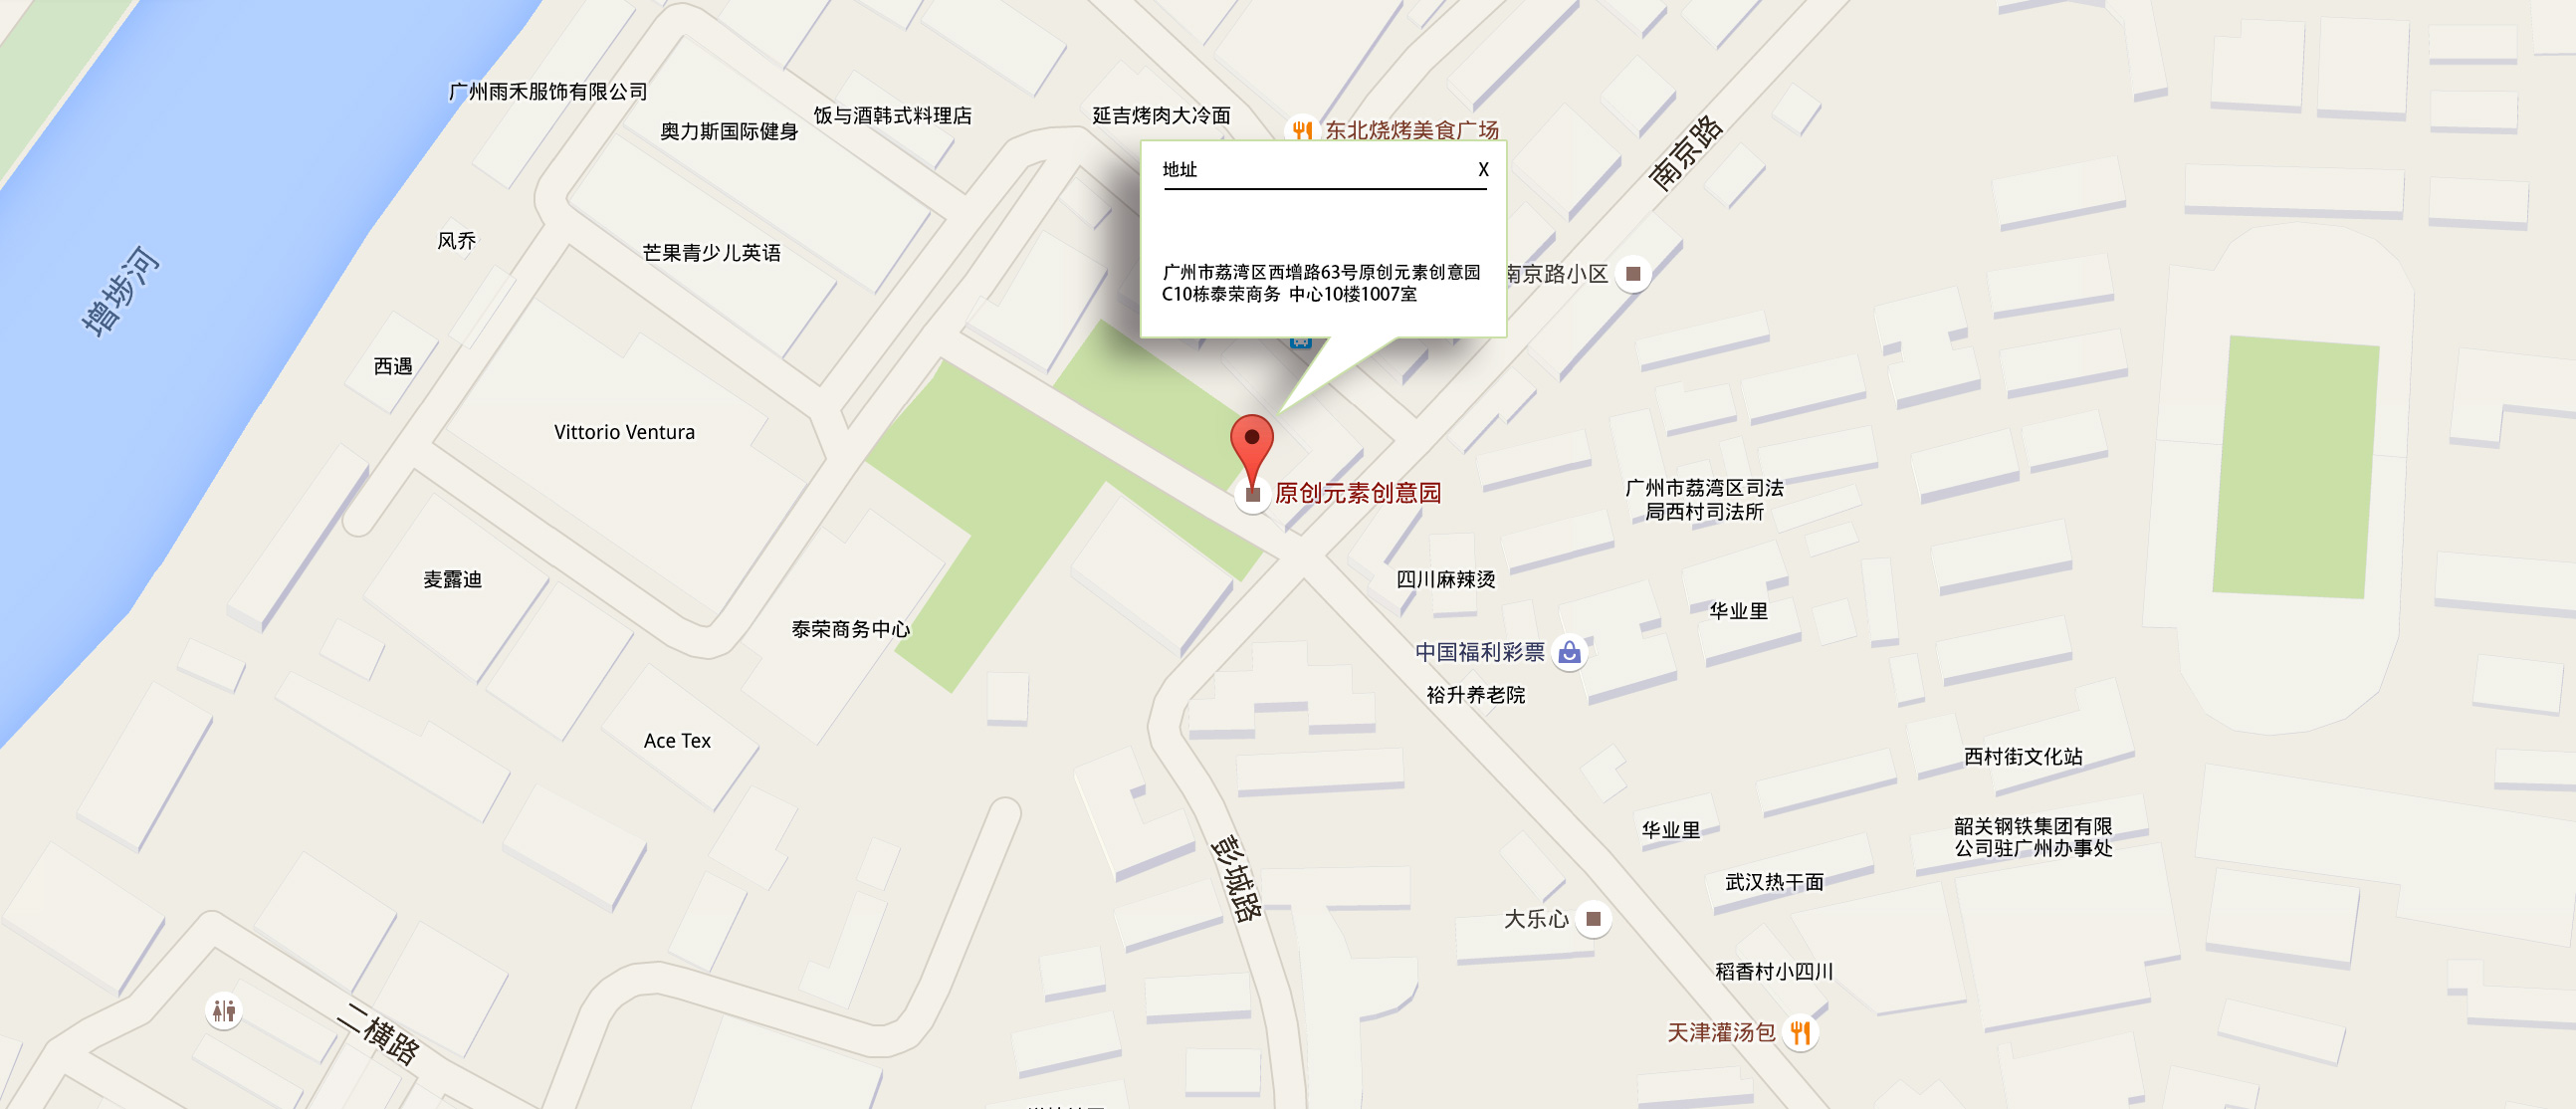 广州雨禾服饰有限公司
奥力斯国际健身
饭与酒韩式料理店
延吉烤肉大冷面
东北烧烤美食广场
南京路
地址 X
广州市荔湾区西增路63号原创元素创意园
C10栋泰荣商务 中心10楼1007室
风乔
芒果青少儿英语
增埗河
南京路小区
西遇
Vittorio Ventura
原创元素创意园
广州市荔湾区司法
局西村司法所
麦露迪
四川麻辣烫
华业里
泰荣商务中心
中国福利彩票
裕升养老院
Ace Tex
西村街文化站
华业里
韶关钢铁集团有限
公司驻广州办事处
彭城路
武汉热干面
大乐心
稻香村小四川
二横路
天津灌汤包